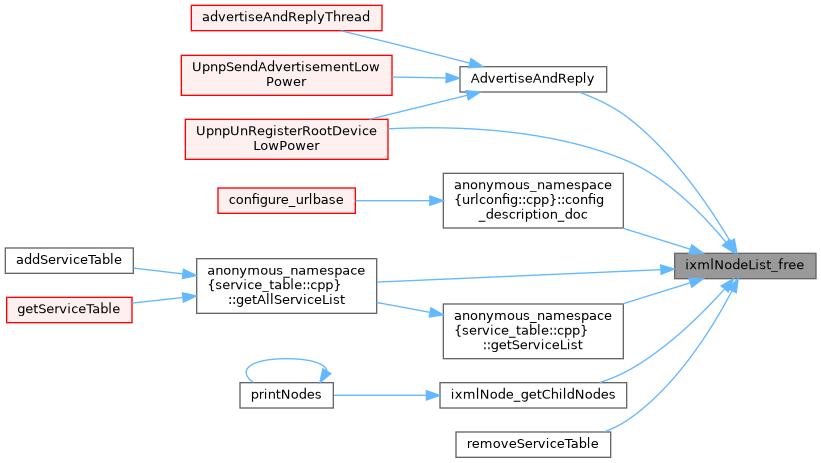 advertiseAndReplyThread
UpnpSendAdvertisementLow
Power
AdvertiseAndReply
UpnpUnRegisterRootDevice
LowPower
anonymous_namespace
{urlconfig::cpp}::config
_description_doc
configure_urlbase
ixmlNodeList_free
addServiceTable
anonymous_namespace
{service_table::cpp}
::getAllServiceList
getServiceTable
anonymous_namespace
{service_table::cpp}
::getServiceList
printNodes
ixmlNode_getChildNodes
removeServiceTable